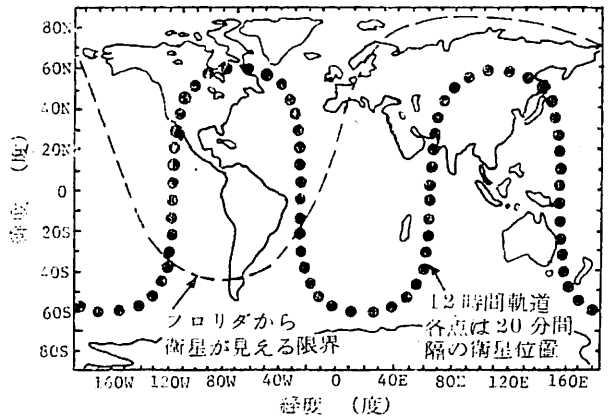 80N
60N
40N
20N
0
20S
40S
60S
80S
緯度 (度)
フロリダから
衛星が見える限界
12時間軌道
各点は20分間
隔の衛星位置
160W 120W 80W 40W 0 40E 80E 120E 160E
経度 (度)